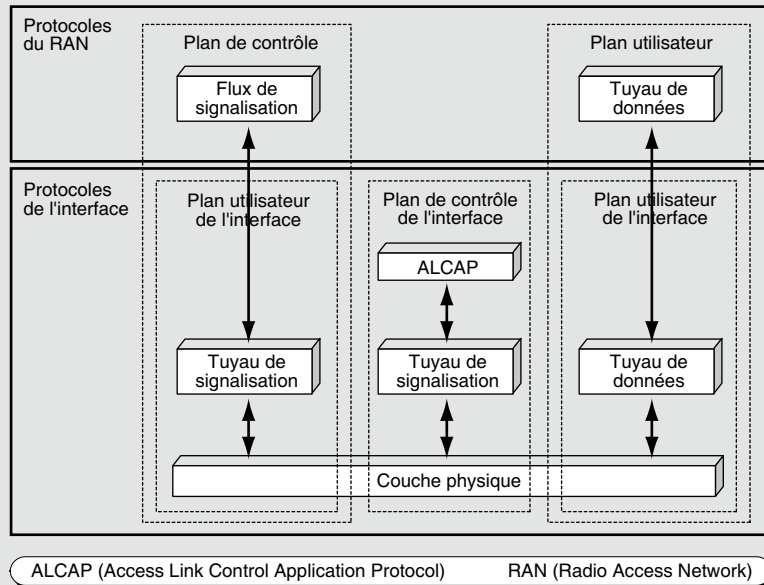 Protocoles
du RAN
Plan de contrôle
Plan utilisateur
Flux de
signalisation
Tuyau de
données
Protocoles
de l'interface
Plan utilisateur
de l'interface
Plan de contrôle
de l'interface
Plan utilisateur
de l'interface
ALCAP
Tuyau de
signalisation
Tuyau de
signalisation
Tuyau de
données
Couche physique
ALCAP (Access Link Control Application Protocol)
RAN (Radio Access Network)